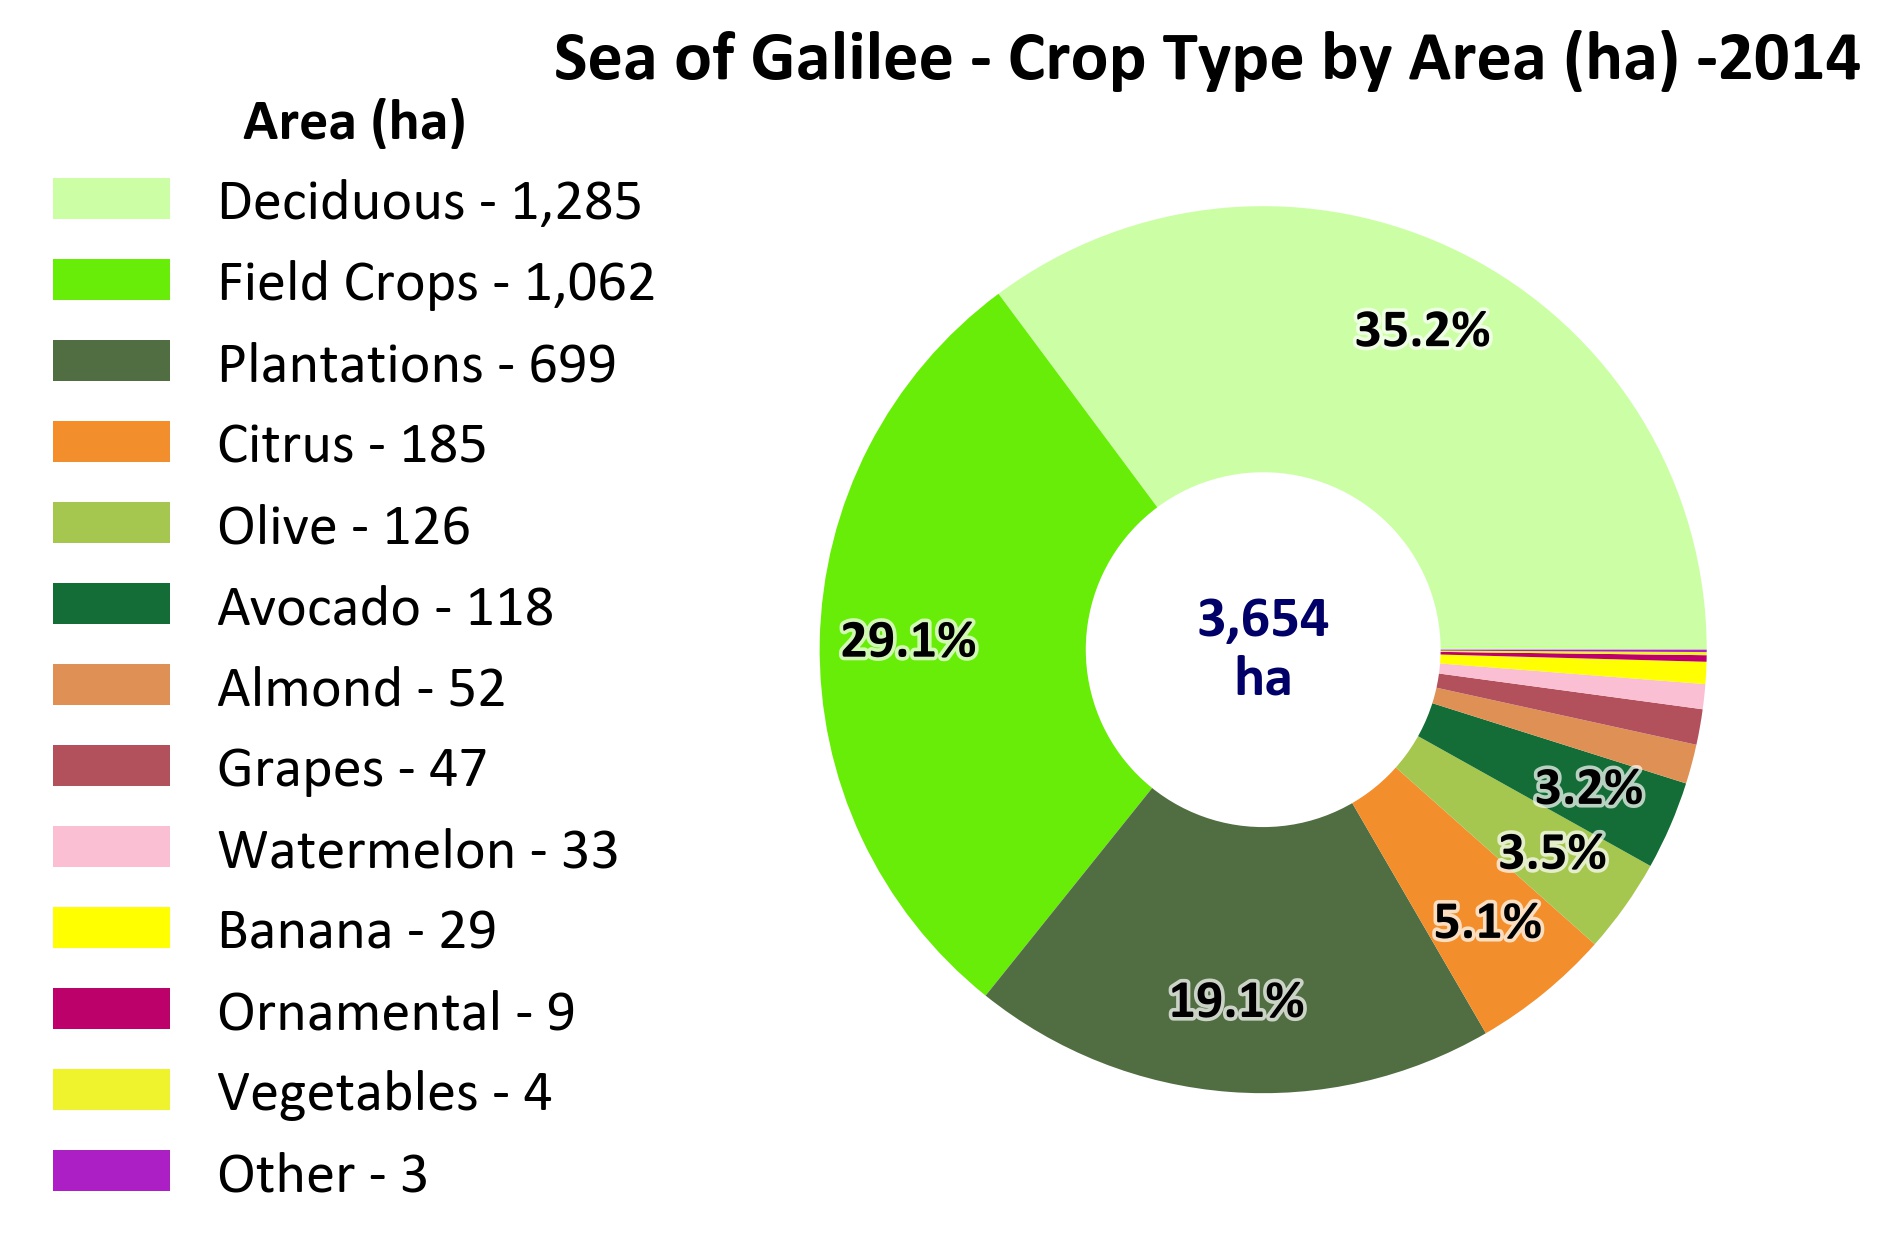 Sea of Galilee - Crop Type by Area (ha) -2014
Area (ha)
Deciduous - 1,285
Field Crops - 1,062
Plantations - 699
Citrus - 185
Olive - 126
Avocado - 118
Almond - 52
Grapes - 47
Watermelon - 33
Banana - 29
Ornamental - 9
Vegetables - 4
Other - 3
35.2%
29.1%
3,654
ha
3.2%
3.5%
5.1%
19.1%